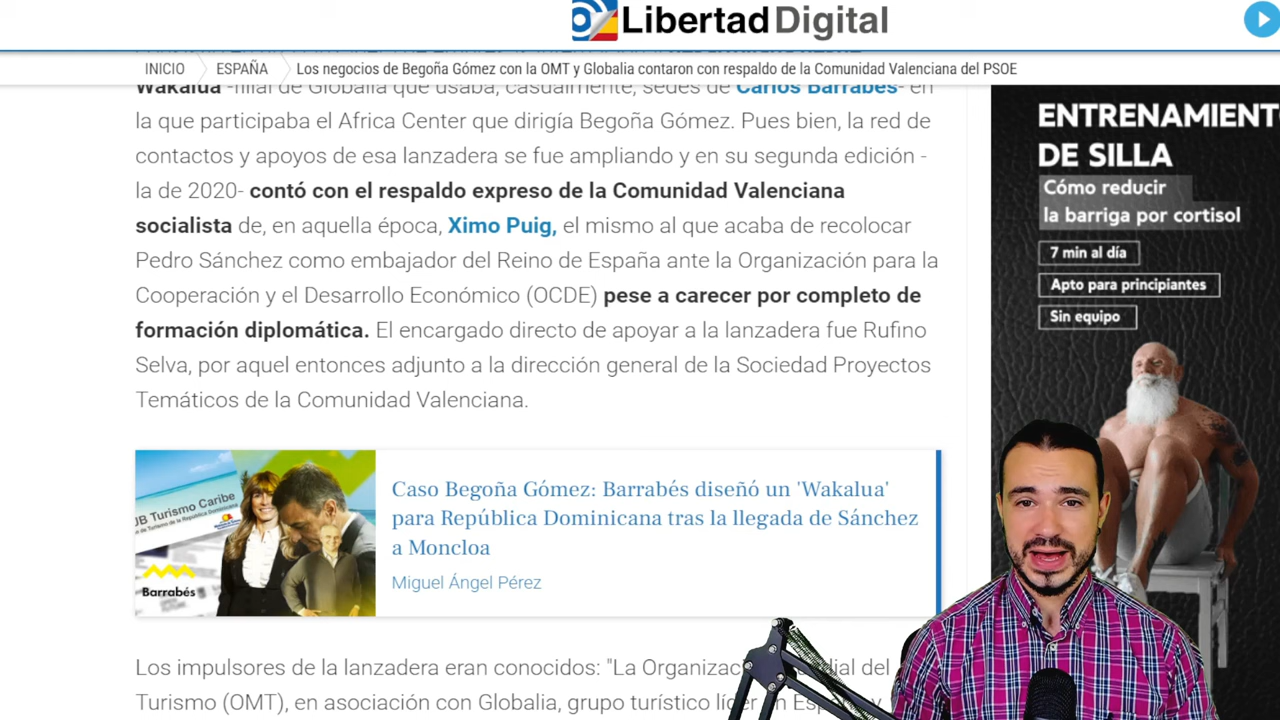 Libertad Digital
INICIO
ESPAÑA
Los negocios de Begoña Gómez con la OMT y Globalia contaron con respaldo de la Comunidad Valenciana del PSOE
Wakalua -filial de Globalia que usaba, casualmente, sedes de Carlos Barrabés- en
la que participaba el Africa Center que dirigía Begoña Gómez. Pues bien, la red de
contactos y apoyos de esa lanzadera se fue ampliando y en su segunda edición -
la de 2020- contó con el respaldo expreso de la Comunidad Valenciana
socialista de, en aquella época, Ximo Puig, el mismo al que acaba de recolocar
Pedro Sánchez como embajador del Reino de España ante la Organización para la
Cooperación y el Desarrollo Económico (OCDE) pese a carecer por completo de
formación diplomática. El encargado directo de apoyar a la lanzadera fue Rufino
Selva, por aquel entonces adjunto a la dirección general de la Sociedad Proyectos
Temáticos de la Comunidad Valenciana.
JB Turismo Caribe
Barrabés
Caso Begoña Gómez: Barrabés diseñó un 'Wakalua'
para República Dominicana tras la llegada de Sánchez
a Moncloa
Miguel Ángel Pérez
Los impulsores de la lanzadera eran conocidos: "La Organizac dial del
Turismo (OMT), en asociación con Globalia, grupo turístico líder en y
ENTRENAMIENT
DE SILLA
Cómo reducir
la barriga por cortisol
7 min al día
Apto para principiantes
Sin equipo